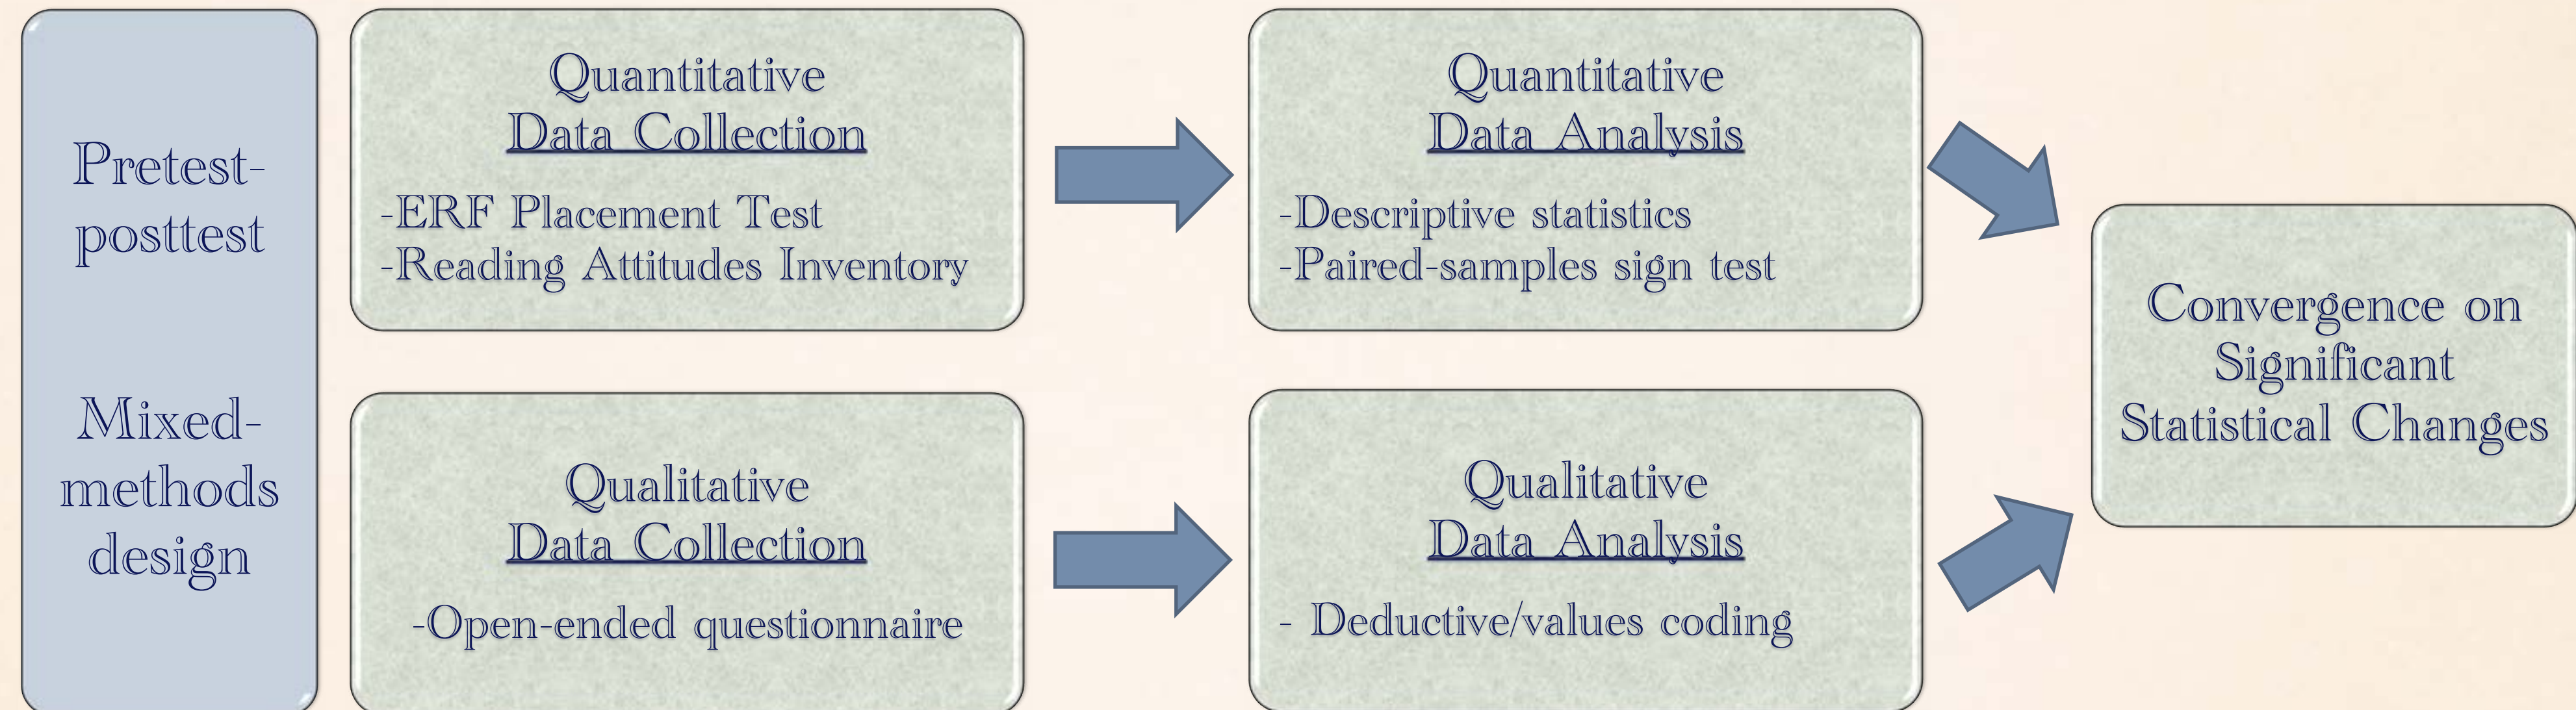 Pretest-
posttest
Mixed-
methods
design
Quantitative
Data Collection
-ERF Placement Test
-Reading Attitudes Inventory
Quantitative
Data Analysis
-Descriptive statistics
-Paired-samples sign test
Qualitative
Data Collection
-Open-ended questionnaire
Qualitative
Data Analysis
- Deductive/values coding
Convergence on
Significant
Statistical Changes